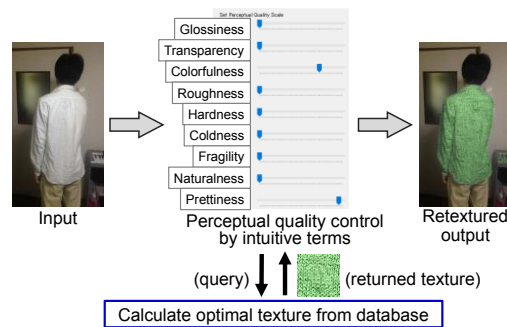 Set Perceptual Quality Scale
Glossiness
Transparency
Colorfulness
Roughness
Hardness
Coldness
Fragility
Naturalness
Prettiness
Input
Perceptual quality control
by intuitive terms
Retextured
output
(query)
(returned texture)
Calculate optimal texture from database